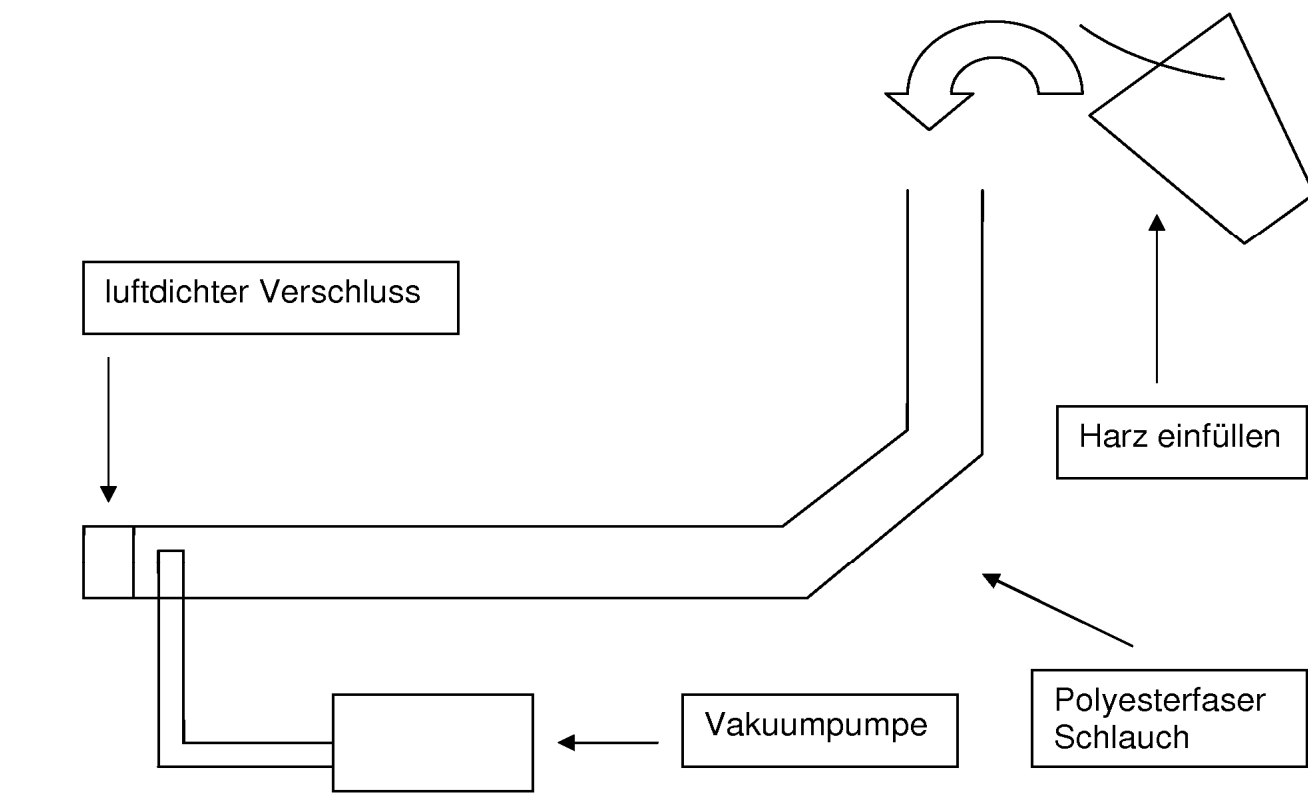 luftdichter Verschluss
Harz einfüllen
Polyesterfaser
Schlauch
Vakuumpumpe